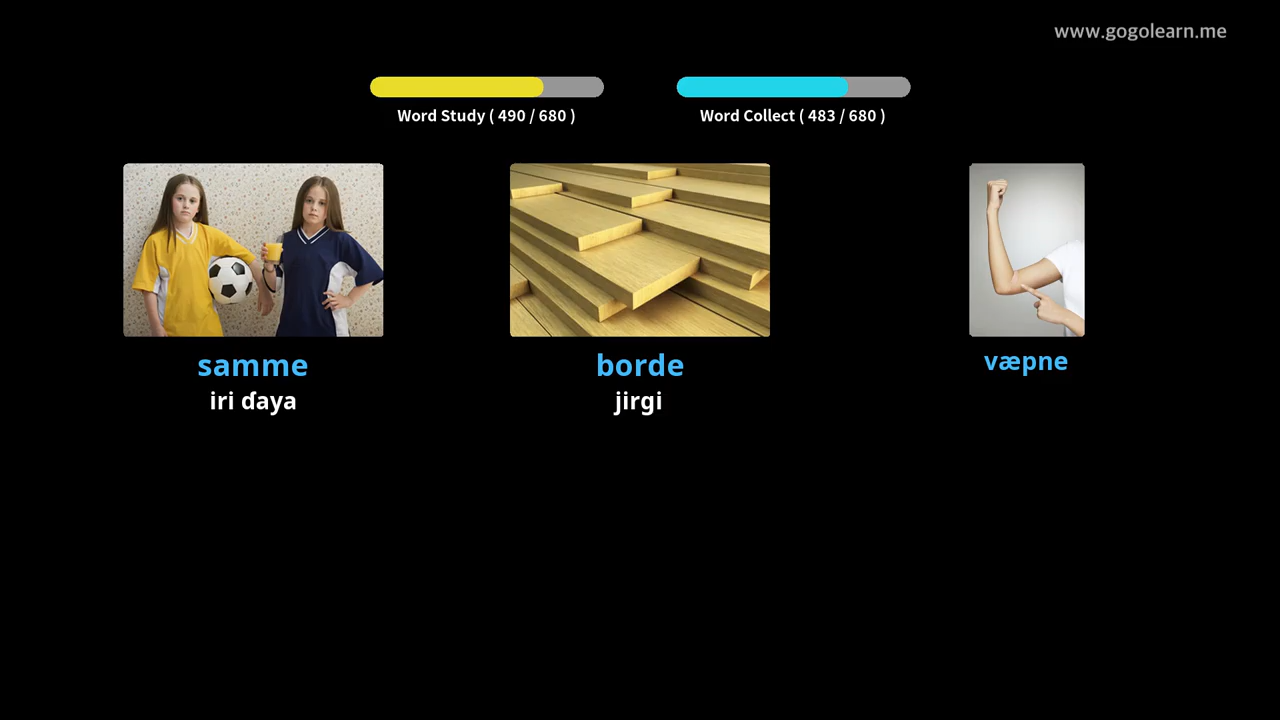 www.gogolearn.me
Word Study ( 490 / 680 )
Word Collect ( 483 / 680 )
samme
iri ɗaya
borde
jirgi
væpne